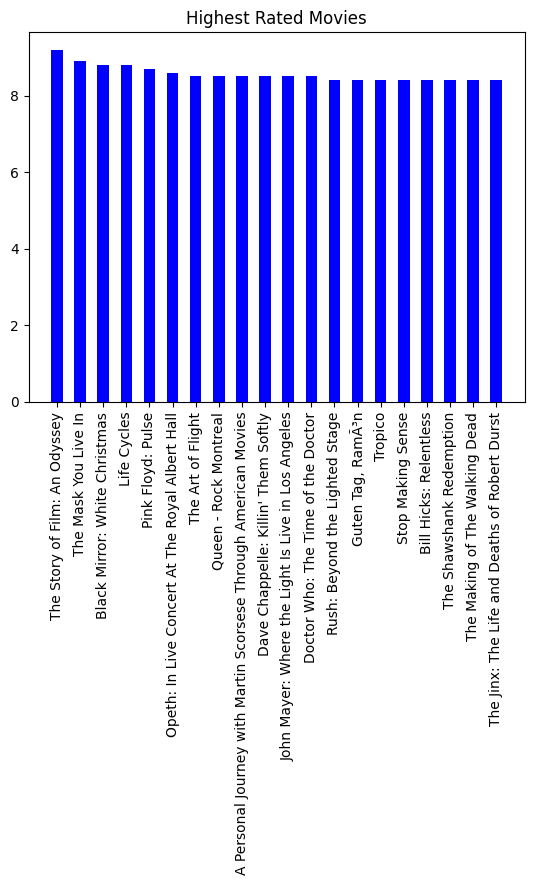 Highest Rated Movies
8
6
4
2
0
The Story of Film: An Odyssey
The Mask You Live In
Black Mirror: White Christmas
Life Cycles
Pink Floyd: Pulse
Opeth: In Live Concert At The Royal Albert Hall
The Art of Flight
Queen - Rock Montreal
A Personal Journey with Martin Scorsese Through American Movies
Dave Chappelle: Killin' Them Softly
John Mayer: Where the Light Is Live in Los Angeles
Doctor Who: The Time of the Doctor
Rush: Beyond the Lighted Stage
Guten Tag, RamÃ³n
Tropico
Stop Making Sense
Bill Hicks: Relentless
The Shawshank Redemption
The Making of The Walking Dead
The Jinx: The Life and Deaths of Robert Durst